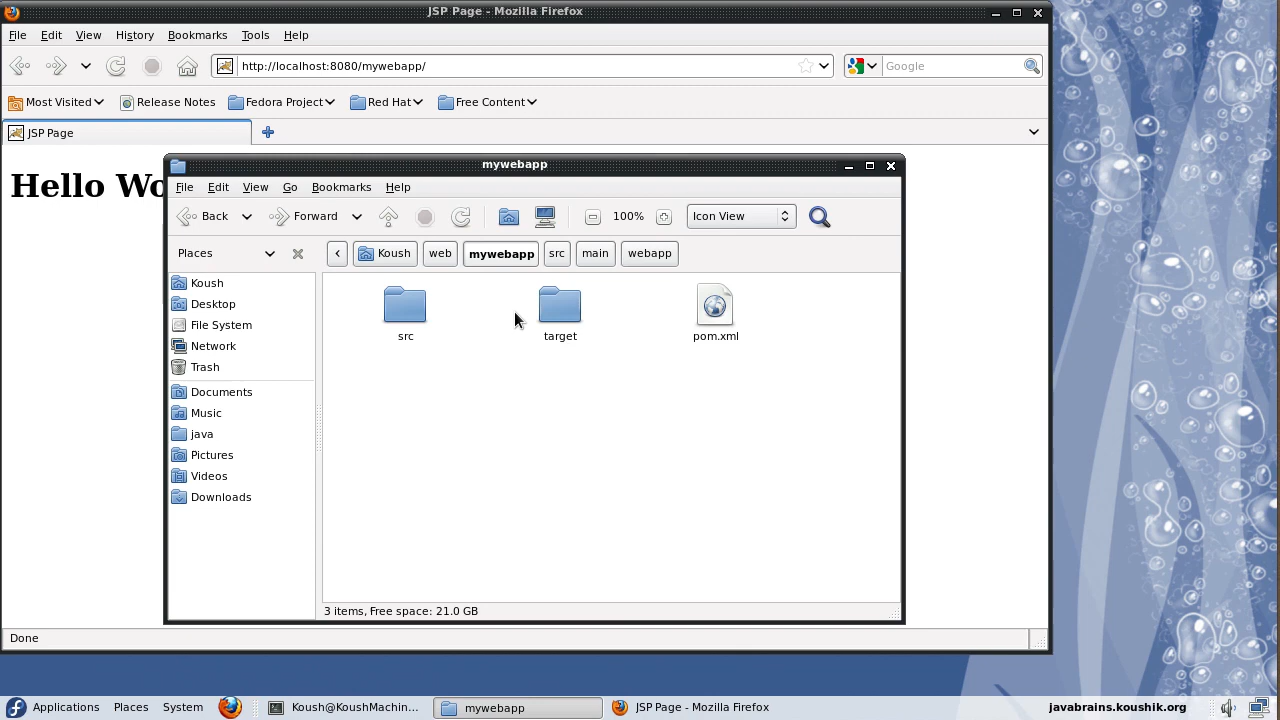 JSP Page - Mozilla Firefox
File Edit View History Bookmarks Tools Help
http://localhost:8080/mywebapp/
Google
Most Visited Release Notes Fedora Project Red Hat Free Content
JSP Page
Hello Wo
mywebapp
File Edit View Go Bookmarks Help
Back Forward 100% Icon View
Places Koush web mywebapp src main webapp
Koush
Desktop
File System
Network
Trash
Documents
Music
java
Pictures
Videos
Downloads
src target pom.xml
3 items, Free space: 21.0 GB
Done
Applications Places System Koush@KoushMachin... mywebapp JSP Page - Mozilla Firefox javabrains.koushik.org